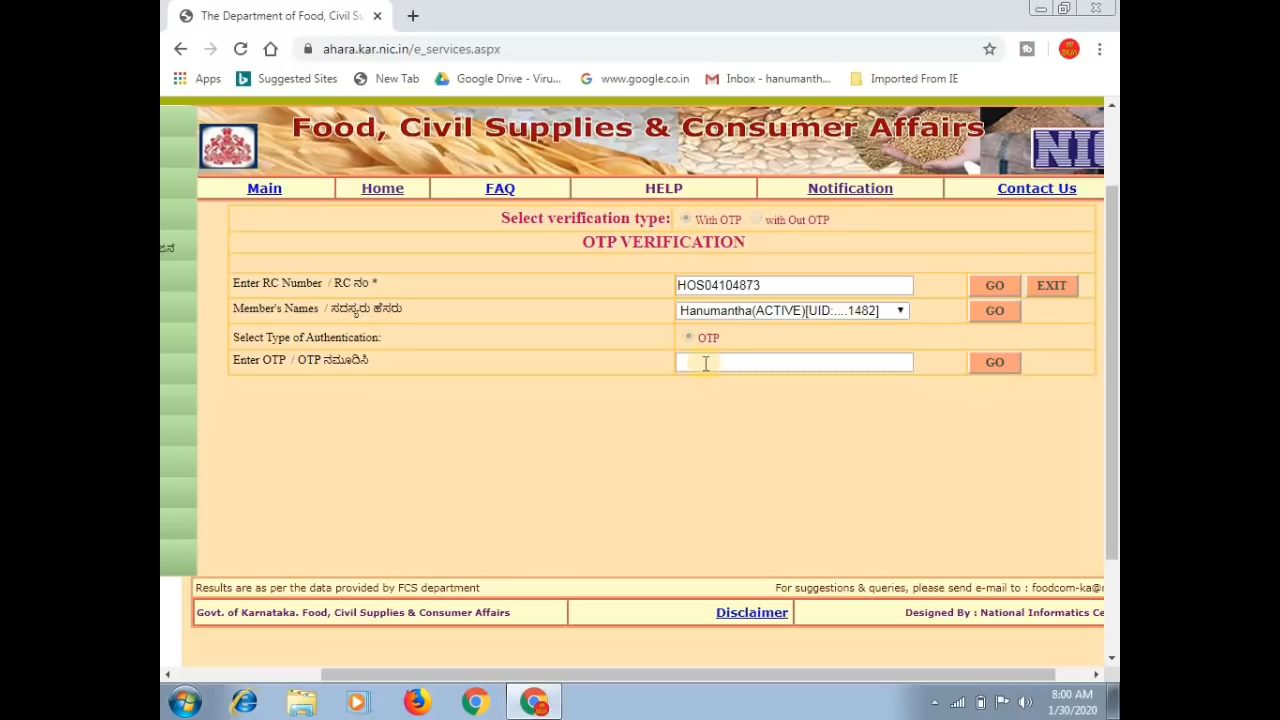 The Department of Food, Civil Su
ahara.kar.nic.in/e_services.aspx
Apps Suggested Sites New Tab Google Drive - Viru... www.google.co.in Inbox - hanumanth... Imported From IE
Food, Civil Supplies & Consumer Affairs
NIC
Main Home FAQ HELP Notification Contact Us
Select verification type: With OTP with Out OTP
OTP VERIFICATION
Enter RC Number / RC ನಂ * HOS04104873 GO EXIT
Member's Names / ಸದಸ್ಯರು ಹೆಸರು Hanumantha(ACTIVE)[UID:....1482] GO
Select Type of Authentication: OTP
Enter OTP / OTP ನಮೂದಿಸಿ GO
Results are as per the data provided by FCS department For suggestions & queries, please send e-mail to : foodcom-ka@
Govt. of Karnataka. Food, Civil Supplies & Consumer Affairs Disclaimer Designed By : National Informatics Ce
8:00 AM
1/30/2020